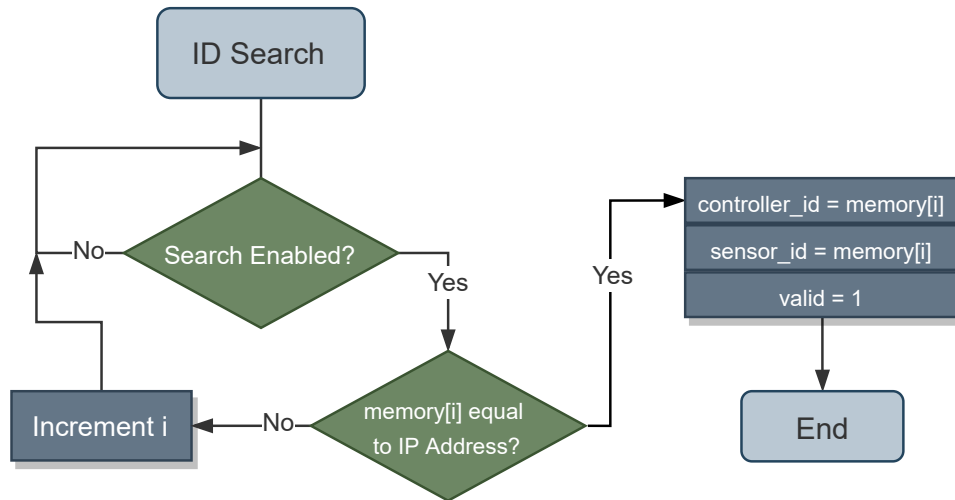 ID Search
Search Enabled?
No
Yes
memory[i] equal
to IP Address?
No
Increment i
Yes
controller_id = memory[i]
sensor_id = memory[i]
valid = 1
End